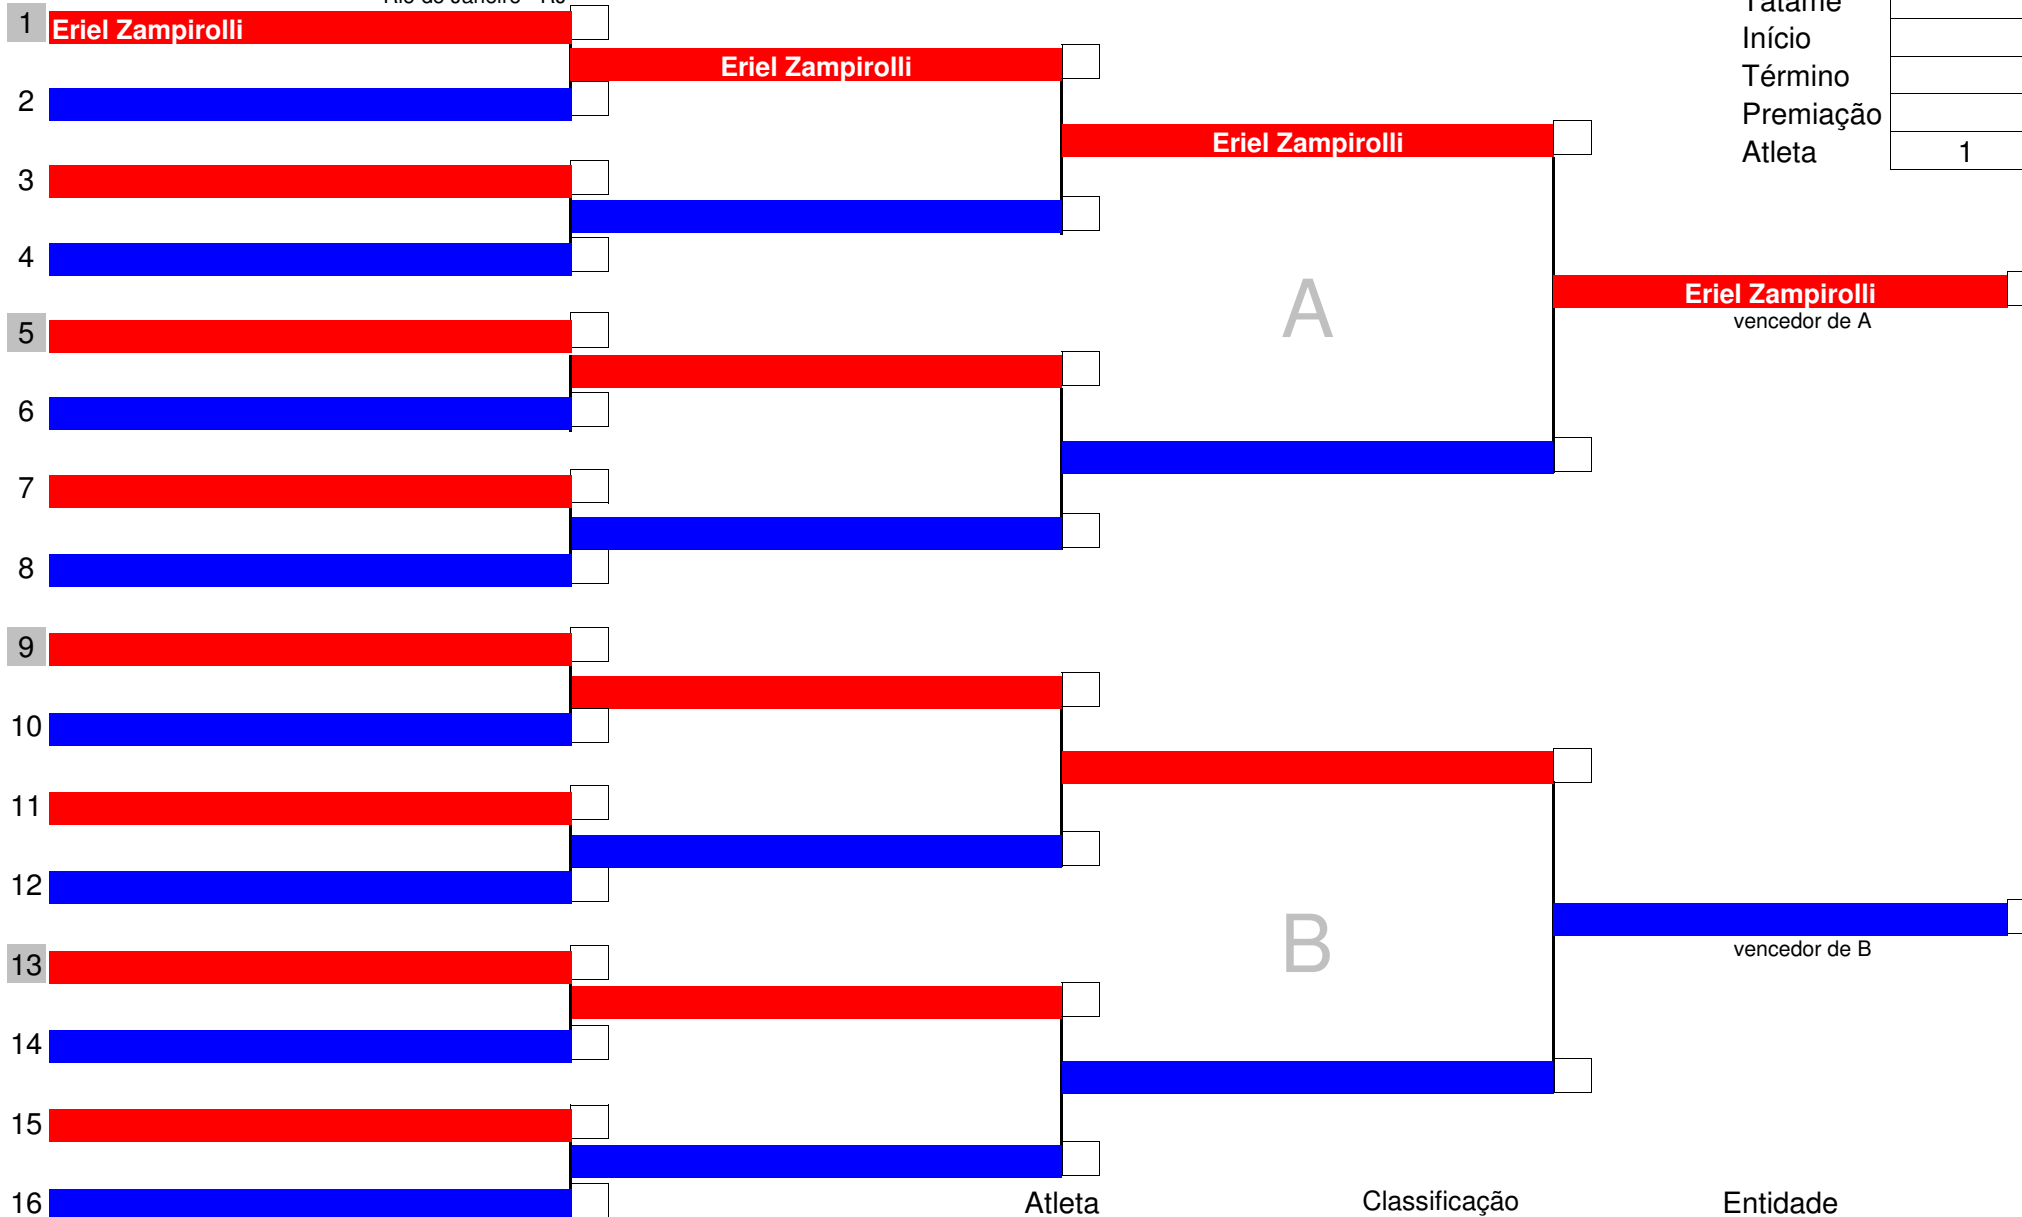 Rio de Janeiro - RJ
Tatame
1 Eriel Zampirolli
Início
Eriel Zampirolli
Término
2
Premiação
Eriel Zampirolli
Atleta 1
3
4
A
Eriel Zampirolli
vencedor de A
5
6
7
8
9
10
11
12
B
vencedor de B
13
14
15
16
Atleta Classificação Entidade